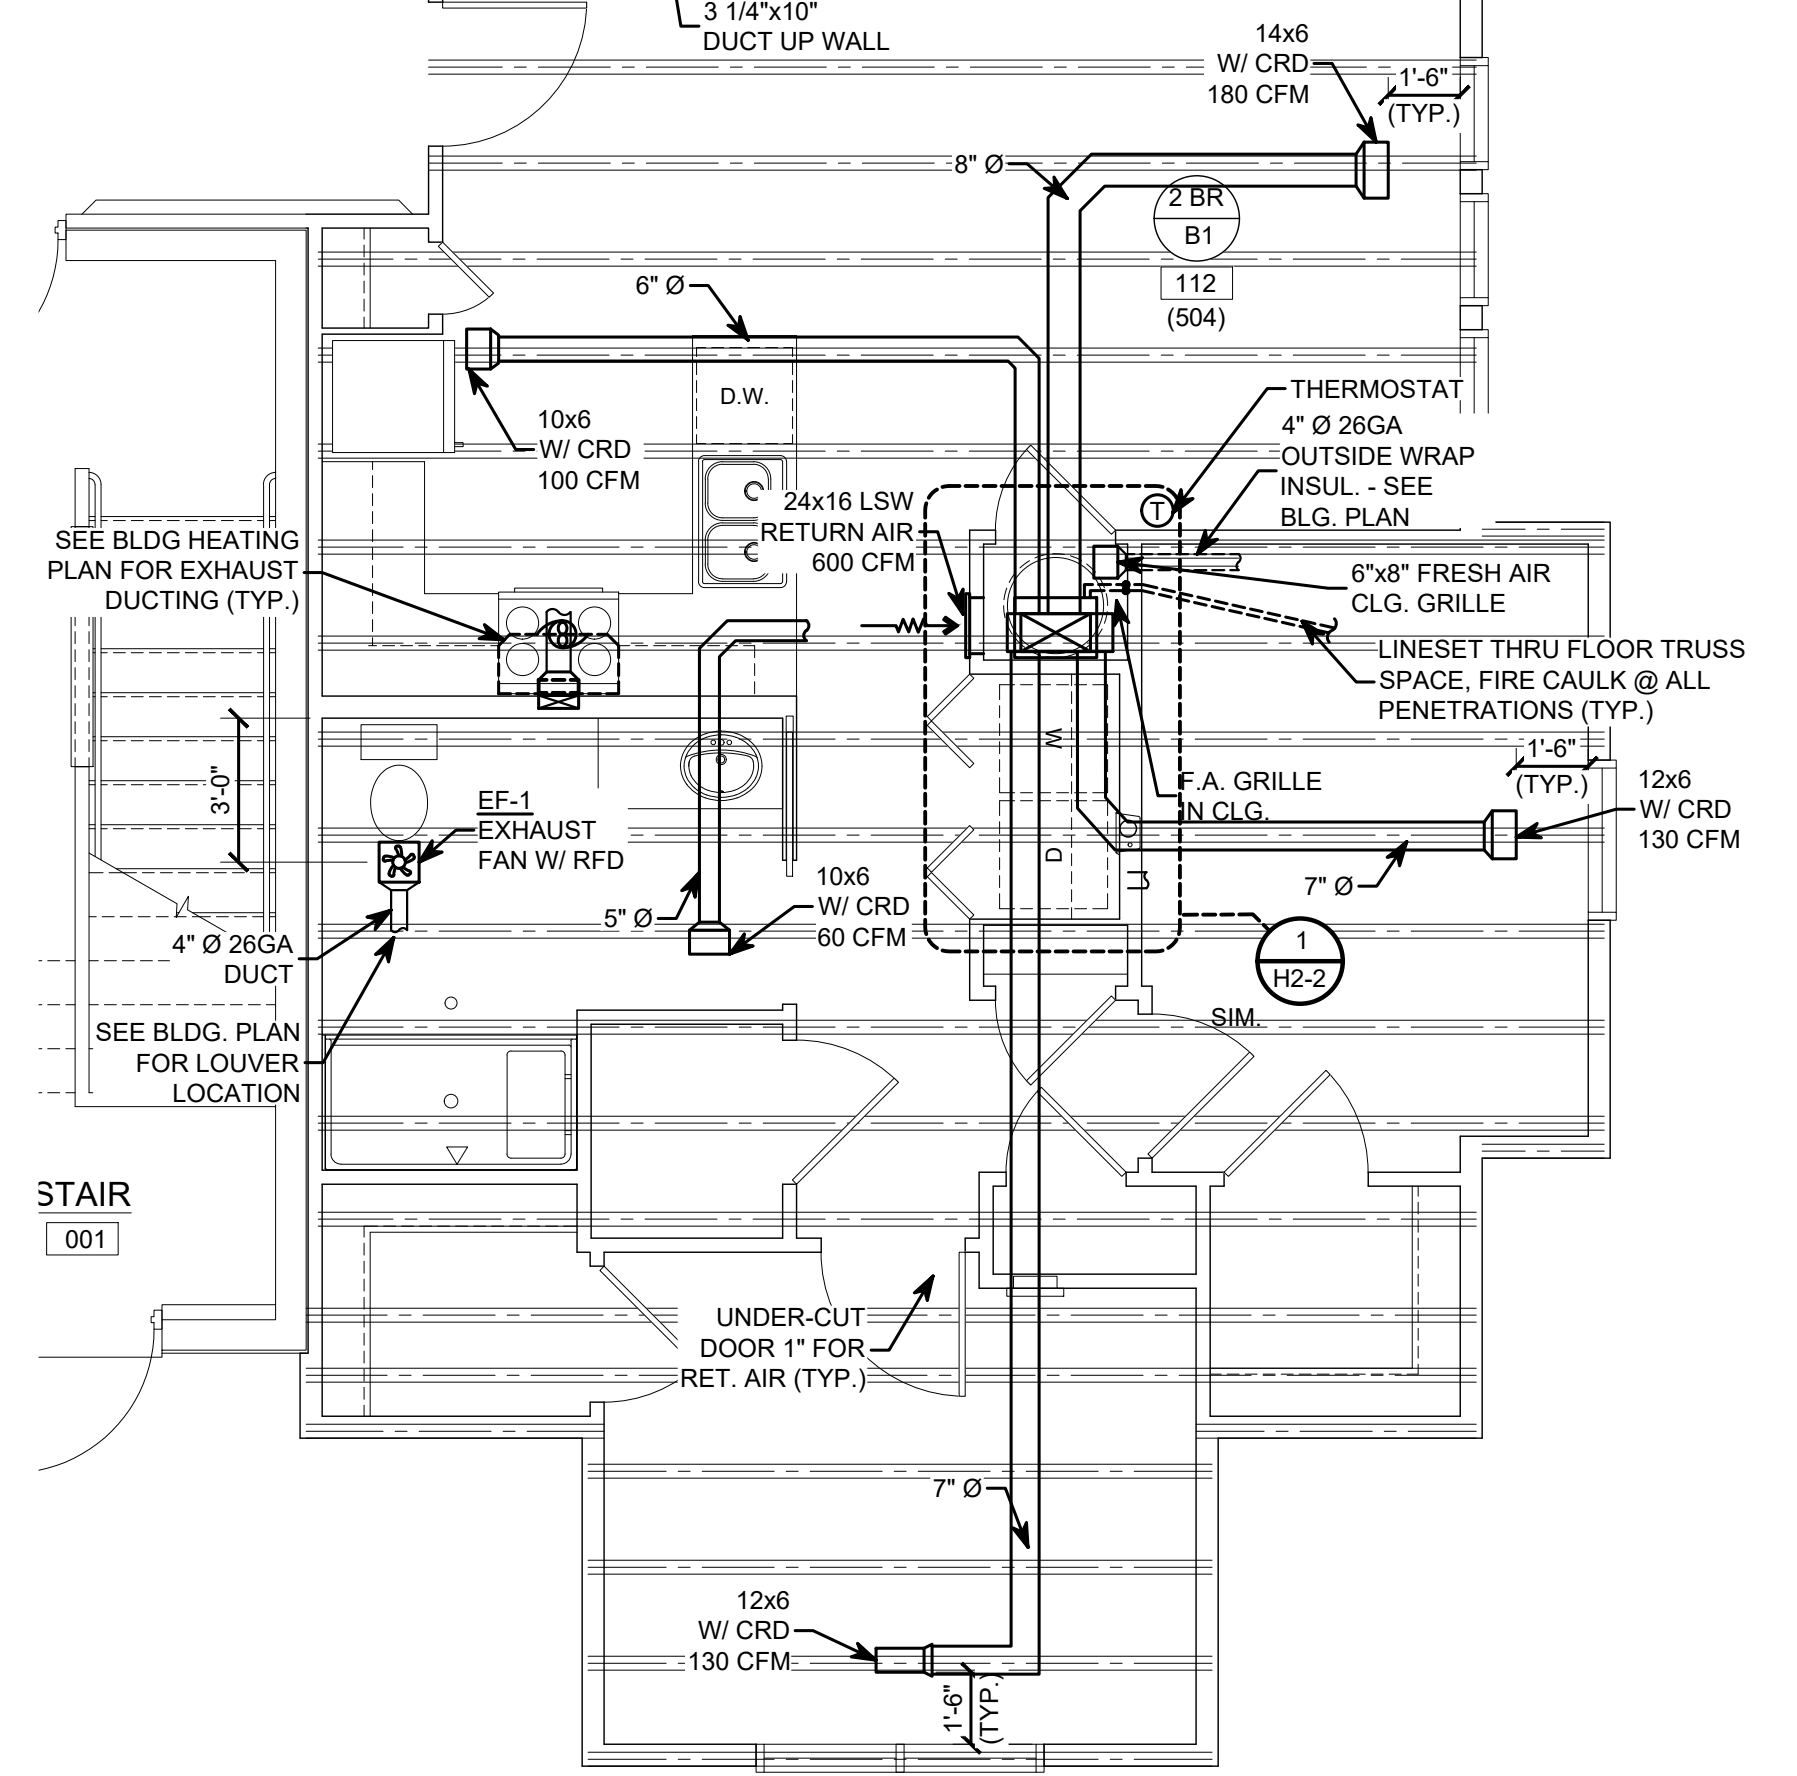 3 1/4"x10"
DUCT UP WALL
14x6
W/ CRD
180 CFM
1'-6"
(TYP.)
8" Ø
2 BR
B1
112
(504)
6" Ø
D.W.
10x6
W/ CRD
100 CFM
THERMOSTAT
4" Ø 26GA
OUTSIDE WRAP
INSUL. - SEE
BLG. PLAN
T
24x16 LSW
RETURN AIR
600 CFM
SEE BLDG HEATING
PLAN FOR EXHAUST
DUCTING (TYP.)
6"x8" FRESH AIR
CLG. GRILLE
LINESET THRU FLOOR TRUSS
SPACE, FIRE CAULK @ ALL
PENETRATIONS (TYP.)
W
3'-0"
F.A. GRILLE
IN CLG.
1'-6"
(TYP.)
12x6
W/ CRD
130 CFM
EF-1
EXHAUST
FAN W/ RFD
D
7" Ø
10x6
W/ CRD
60 CFM
5" Ø
4" Ø 26GA
DUCT
1
H2-2
SIM.
SEE BLDG. PLAN
FOR LOUVER
LOCATION
STAIR
001
UNDER-CUT
DOOR 1" FOR
RET. AIR (TYP.)
7" Ø
12x6
W/ CRD
130 CFM
1'-6"
(TYP.)